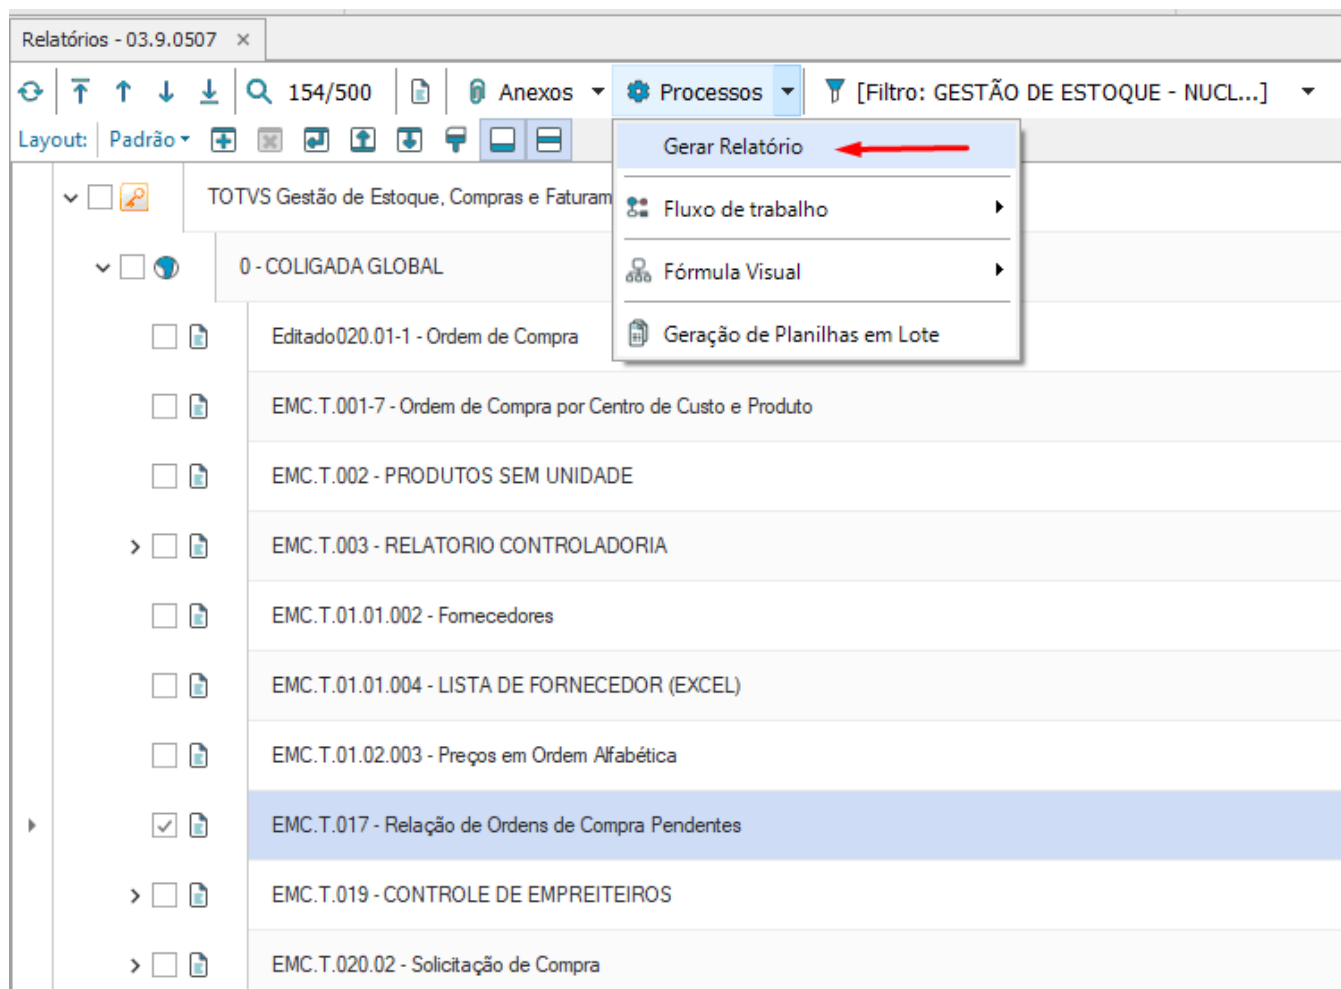 Relatórios - 03.9.0507
154/500 Anexos Processos [Filtro: GESTÃO DE ESTOQUE - NUCL...]
Layout: Padrão
Gerar Relatório
Fluxo de trabalho
Fórmula Visual
Geração de Planilhas em Lote
TOTVS Gestão de Estoque, Compras e Faturam
0 - COLIGADA GLOBAL
Editado020.01-1 - Ordem de Compra
EMC.T.001-7 - Ordem de Compra por Centro de Custo e Produto
EMC.T.002 - PRODUTOS SEM UNIDADE
EMC.T.003 - RELATORIO CONTROLADORIA
EMC.T.01.01.002 - Fornecedores
EMC.T.01.01.004 - LISTA DE FORNECEDOR (EXCEL)
EMC.T.01.02.003 - Preços em Ordem Alfabética
EMC.T.017 - Relação de Ordens de Compra Pendentes
EMC.T.019 - CONTROLE DE EMPREITEIROS
EMC.T.020.02 - Solicitação de Compra